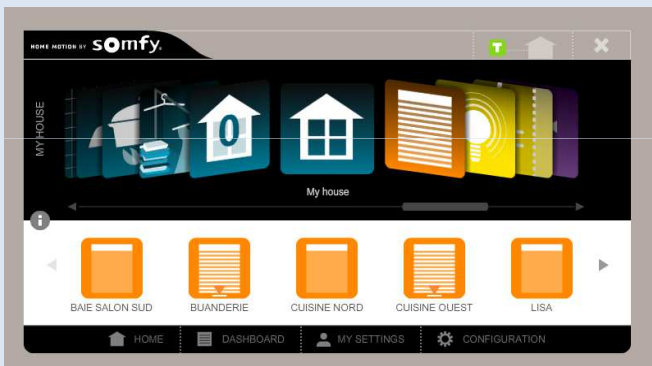 HOME MOTION BY somfy.
T
MY HOUSE
0
My house
i
BAIE SALON SUD
BUANDERIE
CUISINE NORD
CUISINE OUEST
LISA
HOME
DASHBOARD
MY SETTINGS
CONFIGURATION